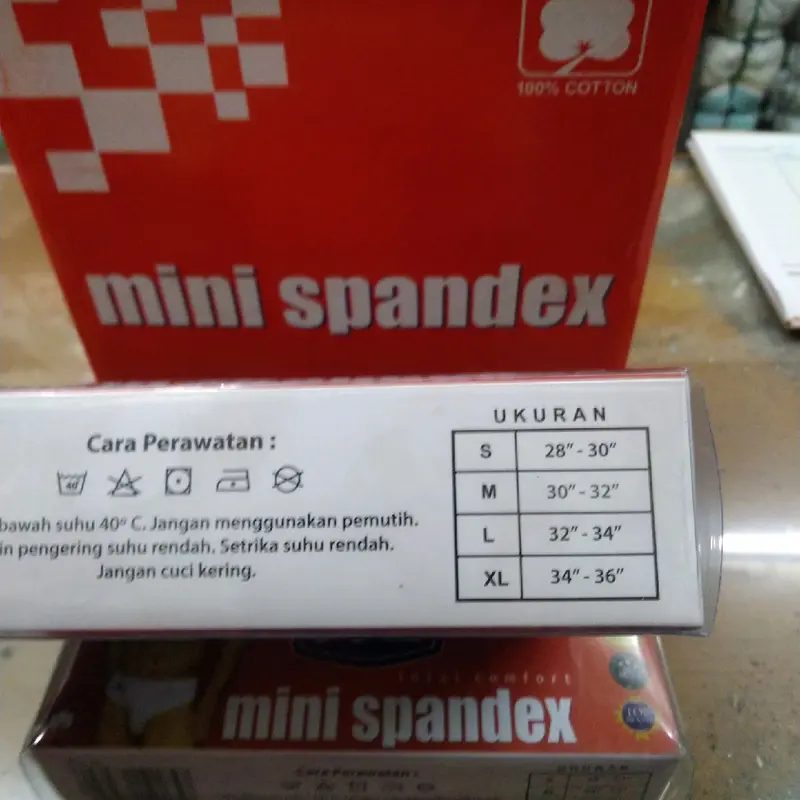 100% COTTON
mini spandex
Cara Perawatan :
40
bawah suhu 40° C. Jangan menggunakan pemutih.
in pengering suhu rendah. Setrika suhu rendah.
Jangan cuci kering.
UKURAN
S 28" - 30"
M 30" - 32"
L 32" - 34"
XL 34" - 36"
total comfort
mini spandex
Cara Perawatan :
UKURAN